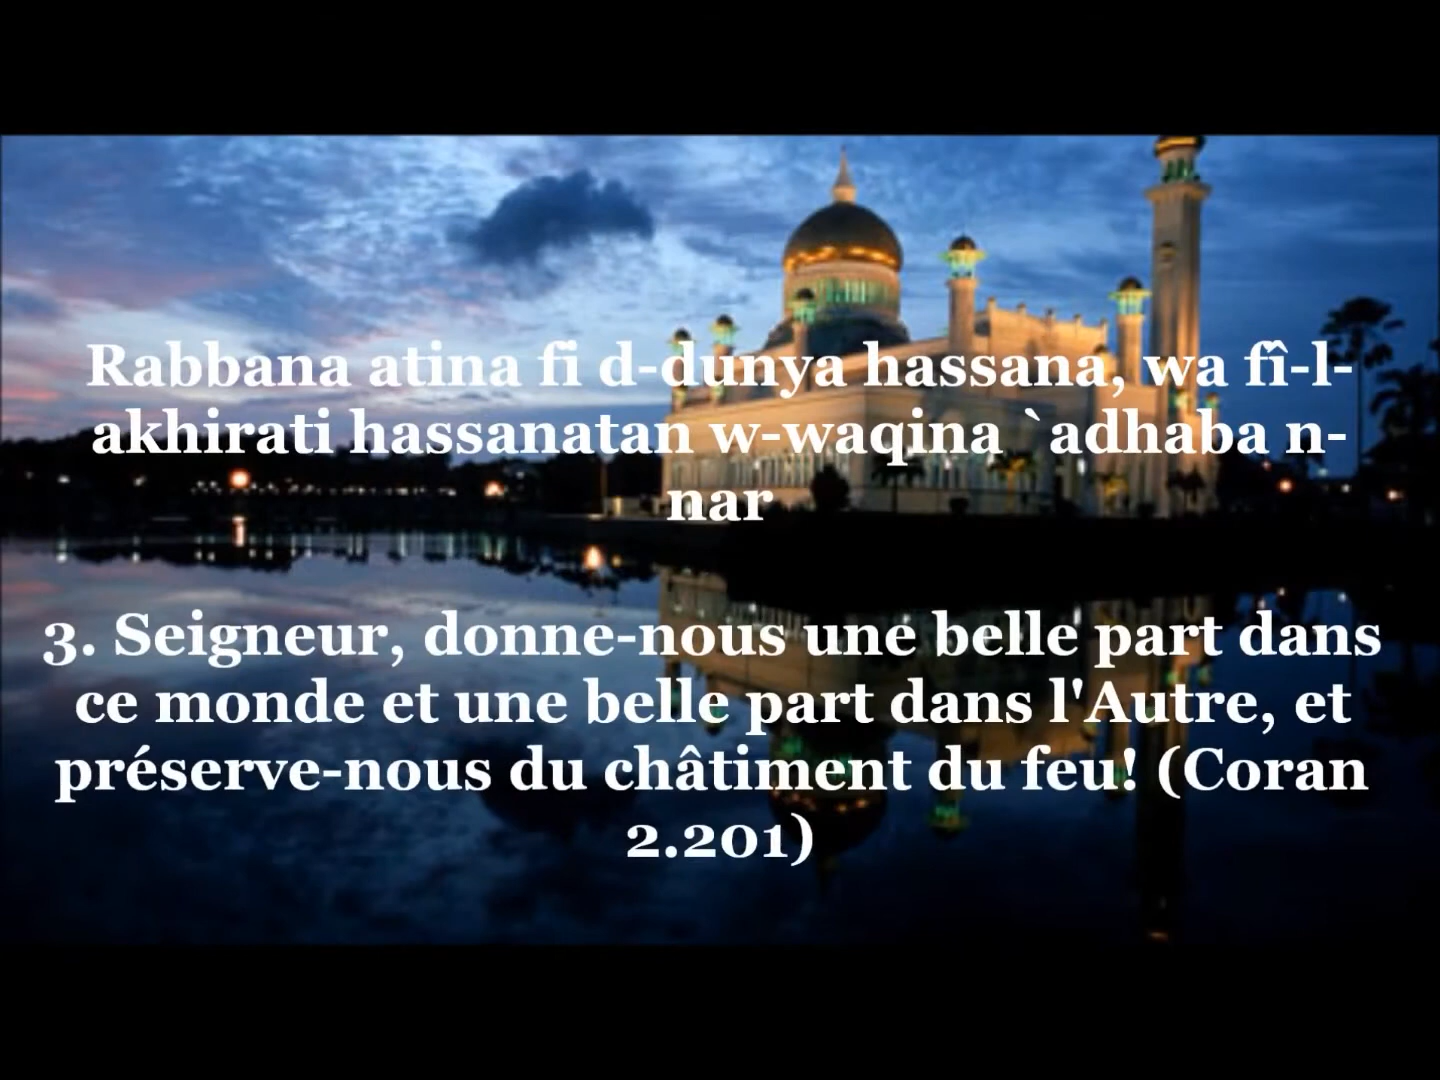 Rabbana atina fi d-dunya hassana, wa fî-l-
akhirati hassanatan w-waqina `adhaba n-
nar
3. Seigneur, donne-nous une belle part dans
ce monde et une belle part dans l'Autre, et
préserve-nous du châtiment du feu! (Coran
2.201)